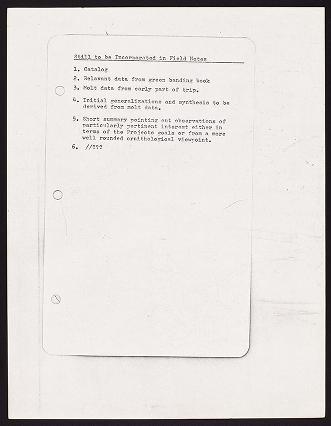 Still to be Incorporated in Field Notes
1. Catalog
2. Relevant data from green banding book
3. Molt data from early part of trip.
4. Initial generalizations and synthesis to be
derived from molt data.
5. Short summary pointing out observations of
particularly pertinent interest either in
terms of the Projects goals or from a more
well rounded ornithological viewpoint.
6. //???